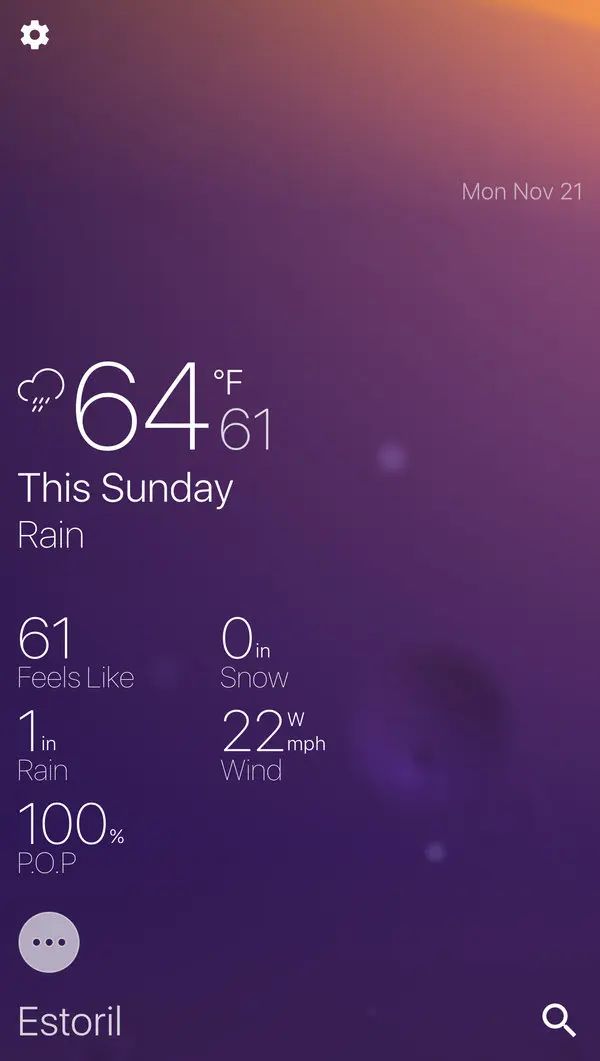 Mon Nov 21
64 °F
61
This Sunday
Rain
61
Feels Like
0 in
Snow
1 in
Rain
22 W mph
Wind
100 %
P.O.P
Estoril